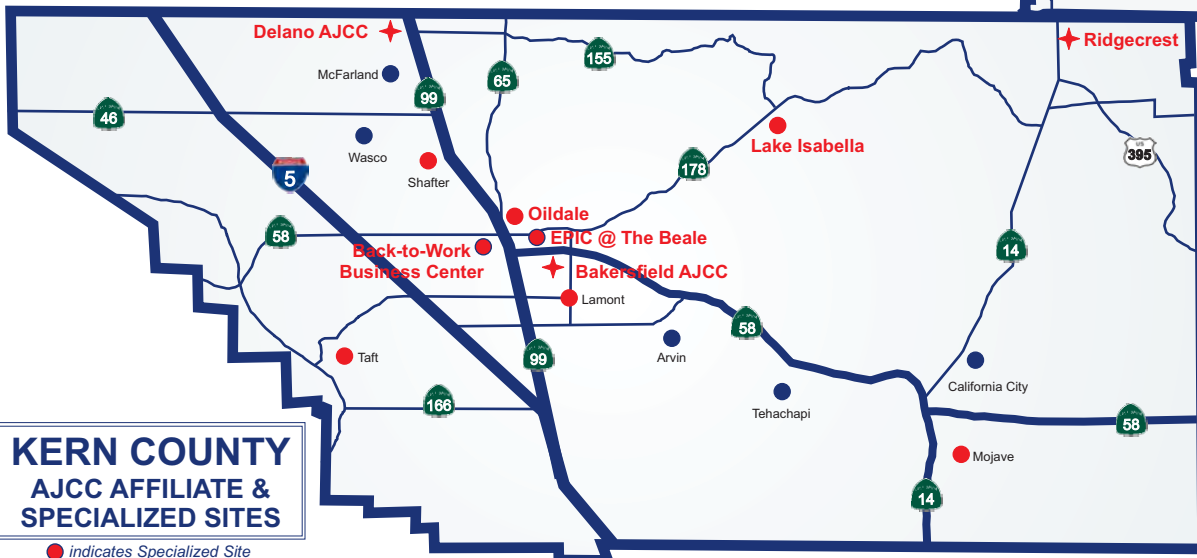 Delano AJCC
Ridgecrest
155
65
McFarland
99
46
395
Wasco
Lake Isabella
178
5
Shafter
Oildale
58
EPIC @ The Beale
14
Back-to-Work
Business Center
Bakersfield AJCC
Lamont
58
Arvin
99
Taft
California City
Tehachapi
166
58
KERN COUNTY
AJCC AFFILIATE &
SPECIALIZED SITES
Mojave
14
indicates Specialized Site